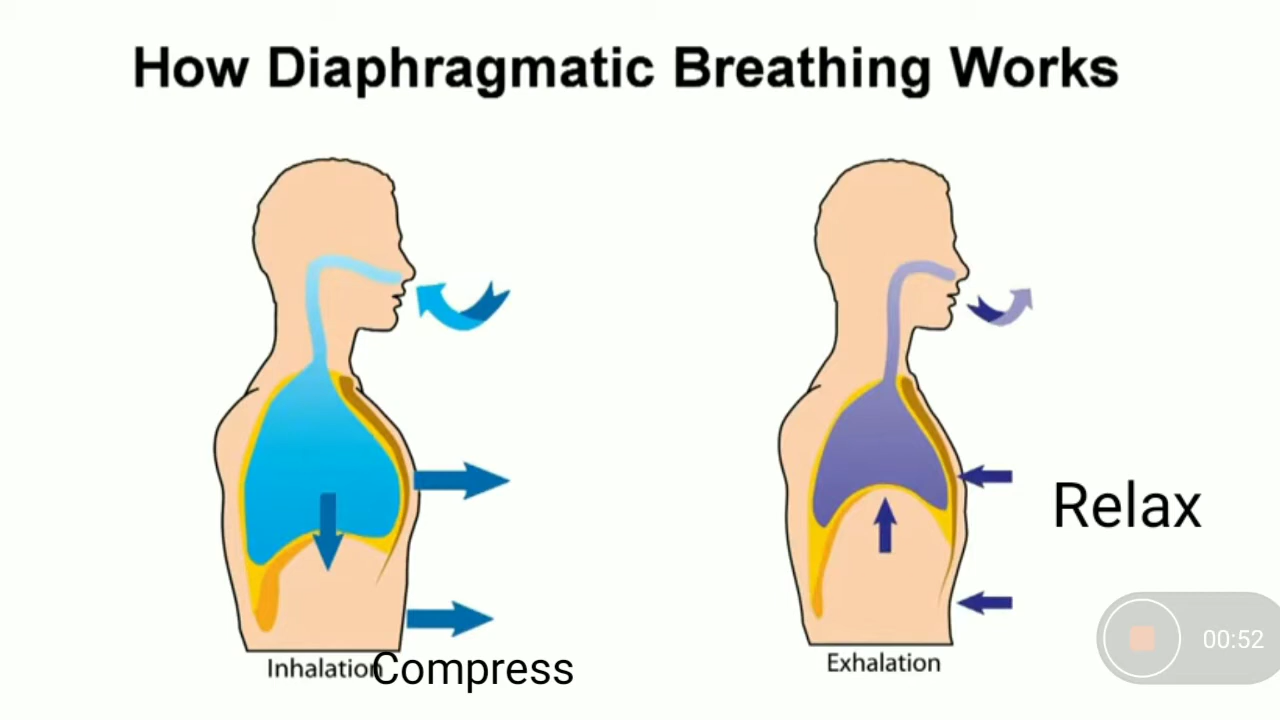 How Diaphragmatic Breathing Works
Relax
00:52
Inhalation
Compress
Exhalation